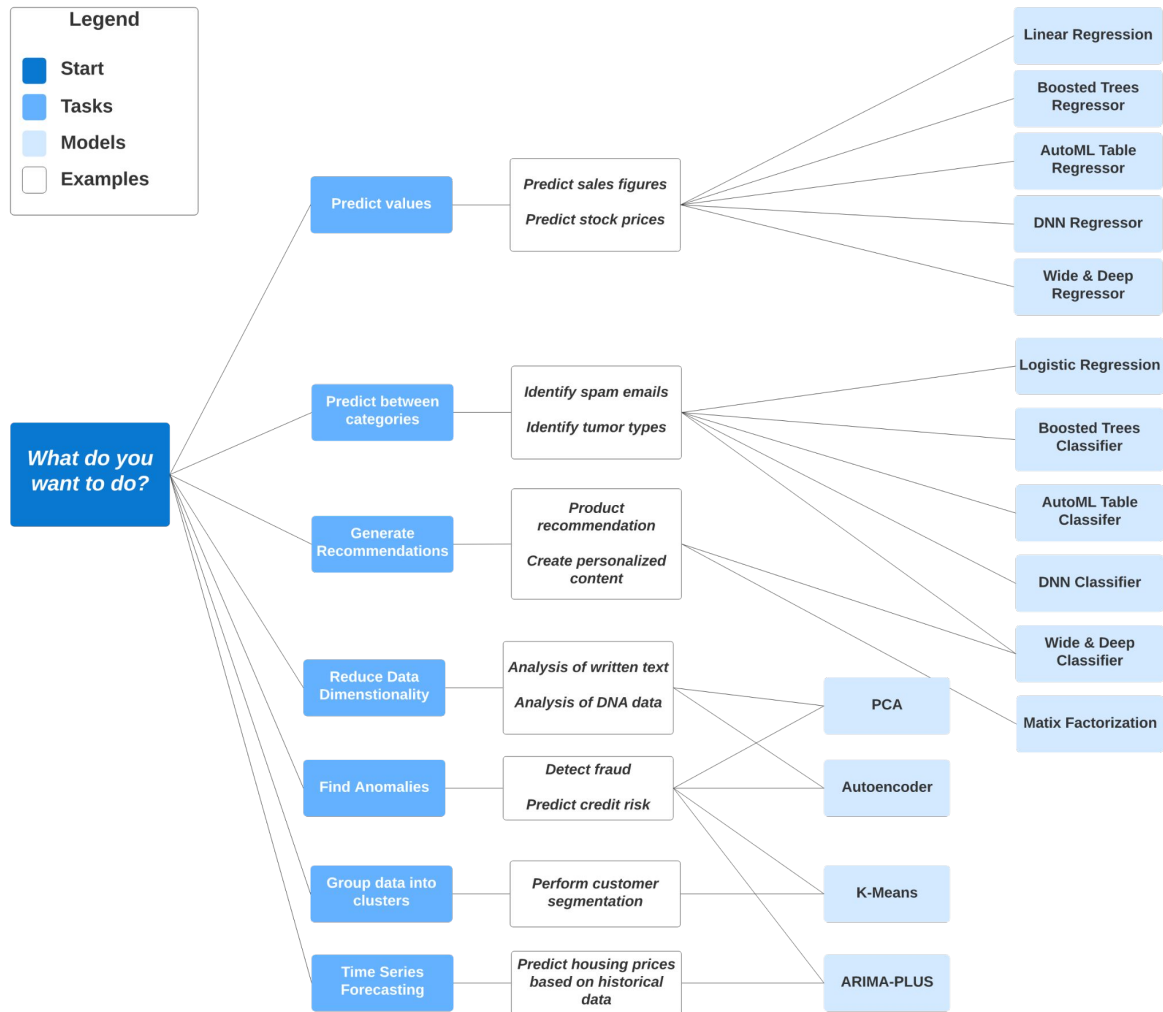 Legend
Start
Tasks
Models
Examples
What do you
want to do?
Predict values
Predict sales figures
Predict stock prices
Linear Regression
Boosted Trees
Regressor
AutoML Table
Regressor
DNN Regressor
Wide & Deep
Regressor
Predict between
categories
Identify spam emails
Identify tumor types
Logistic Regression
Boosted Trees
Classifier
AutoML Table
Classifer
DNN Classifier
Wide & Deep
Classifier
Generate
Recommendations
Product
recommendation
Create personalized
content
Matix Factorization
Reduce Data
Dimenstionality
Analysis of written text
Analysis of DNA data
PCA
Find Anomalies
Detect fraud
Predict credit risk
Autoencoder
Group data into
clusters
Perform customer
segmentation
K-Means
Time Series
Forecasting
Predict housing prices
based on historical
data
ARIMA-PLUS